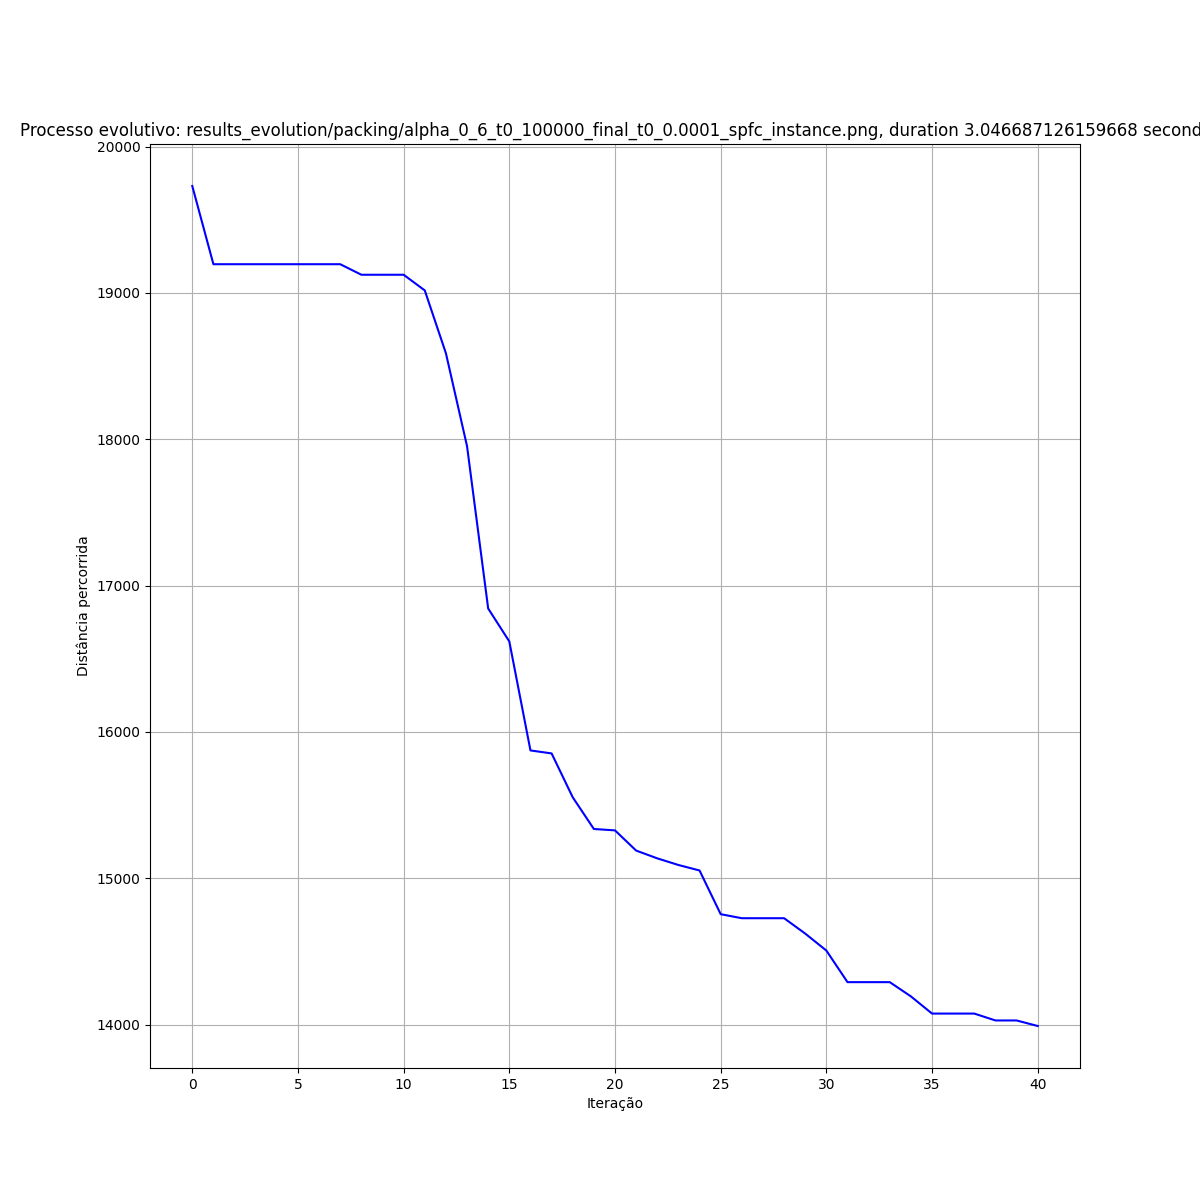 Processo evolutivo: results_evolution/packing/alpha_0_6_t0_100000_final_t0_0.0001_spfc_instance.png, duration 3.046687126159668 second
20000
19000
18000
17000
16000
15000
14000
Distância percorrida
0 5 10 15 20 25 30 35 40
Iteração